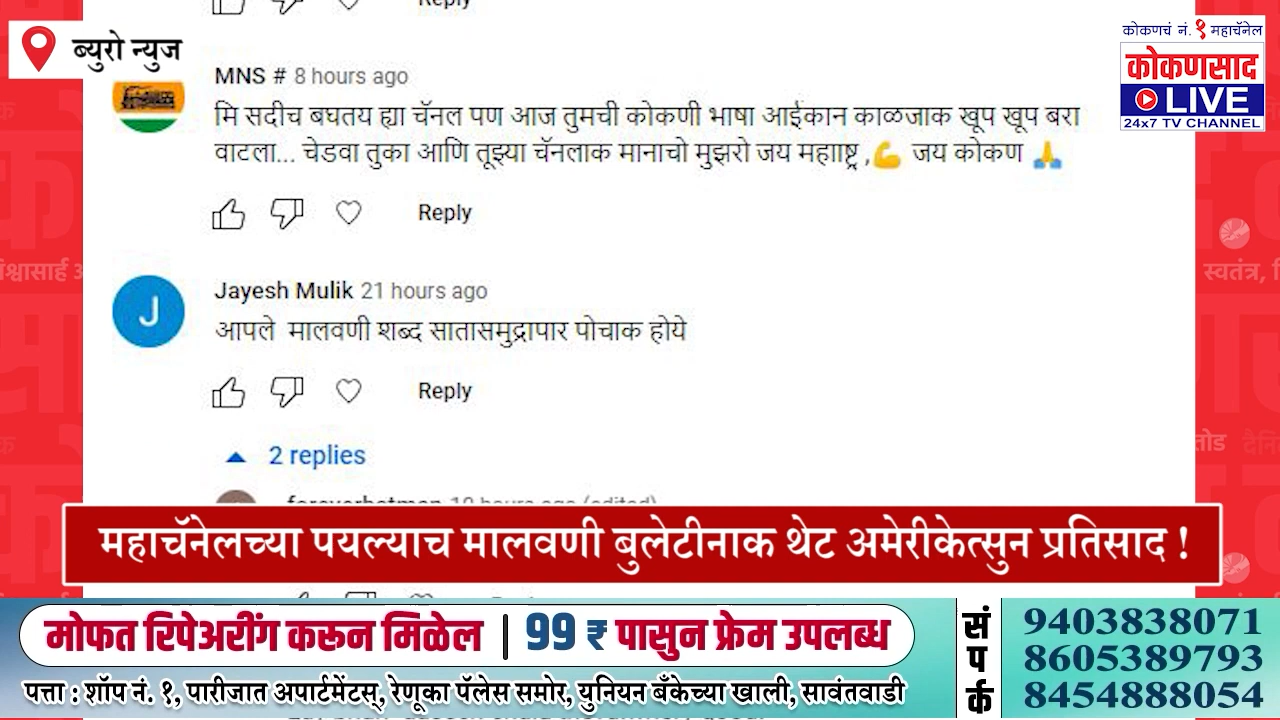 Reply
ब्युरो न्युज
कोकणचं नं.१ महाचॅनेल
कोकणसाद
LIVE
24x7 TV CHANNEL
MNS # 8 hours ago
मि सदीच बघतय ह्या चॅनल पण आज तुमची कोकणी भाषा आईकान काळजाक खूप खूप बरा
वाटला... चेडवा तुका आणि तूझ्या चॅनलाक मानाचो मुझरो जय महाष्ट्र ,💪 जय कोकण 🙏
Reply
Jayesh Mulik 21 hours ago
आपले मालवणी शब्द सातासमुद्रापार पोचाक होये
Reply
2 replies
स्वतंत्र,
महाचॅनेलच्या पयल्याच मालवणी बुलेटीनाक थेट अमेरीकेत्सुन प्रतिसाद !
मोफत रिपेअरींग करून मिळेल | 99 ₹ पासुन फ्रेम उपलब्ध
पत्ता : शॉप नं. १, पारीजात अपार्टमेंटस्, रेणूका पॅलेस समोर, युनियन बँकेच्या खाली, सावंतवाडी
संपर्क
9403838071
8605389793
8454888054